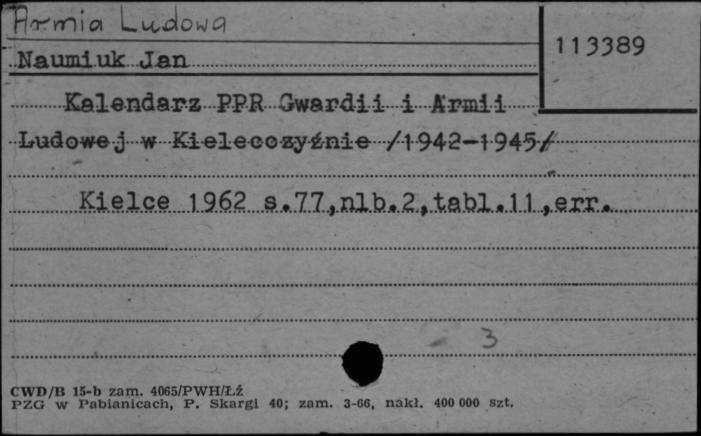 Armia Ludowa
113389
Naumiuk Jan
Kalendarz PPR Gwardii i Armii
Ludowej w Kielecczyźnie /1942-1945/
Kielce 1962 s.77,nlb.2,tabl.11,err.
3
CWD/B 15-b zam. 4065/PWH/Łź
PZG w Pabianicach, P. Skargi 40; zam. 3-66, nakł. 400 000 szt.